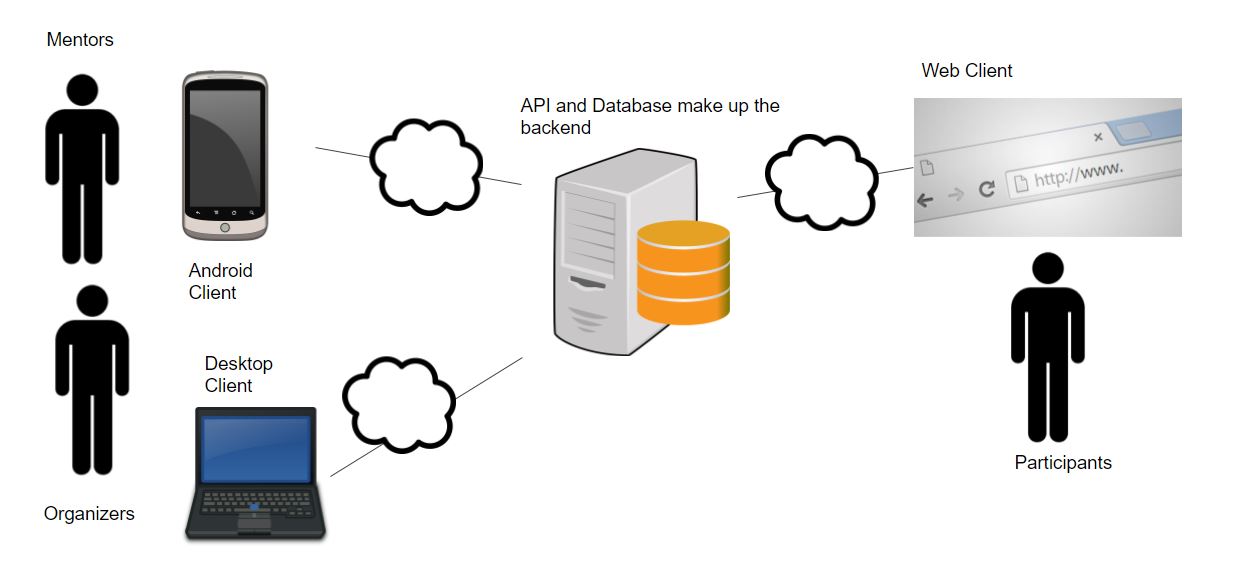 Mentors
Web Client
API and Database make up the
backend
http://www.
Android
Client
Desktop
Client
Participants
Organizers